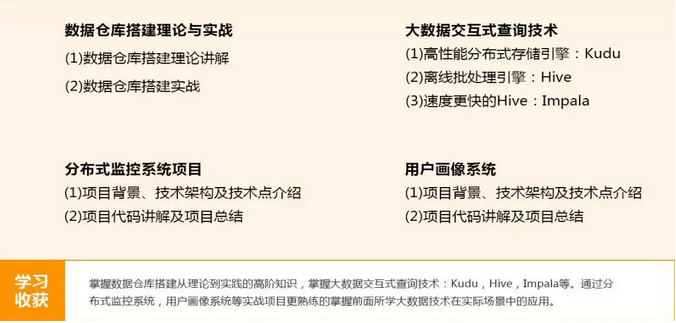 数据仓库搭建理论与实战
(1)数据仓库搭建理论讲解
(2)数据仓库搭建实战
大数据交互式查询技术
(1)高性能分布式存储引擎：Kudu
(2)离线批处理引擎：Hive
(3)速度更快的Hive：Impala
分布式监控系统项目
(1)项目背景、技术架构及技术点介绍
(2)项目代码讲解及项目总结
用户画像系统
(1)项目背景、技术架构及技术点介绍
(2)项目代码讲解及项目总结
学习
收获
掌握数据仓库搭建从理论到实践的高阶知识，掌握大数据交互式查询技术：Kudu，Hive，Impala等。通过分
布式监控系统，用户画像系统等实战项目更熟练的掌握前面所学大数据技术在实际场景中的应用。